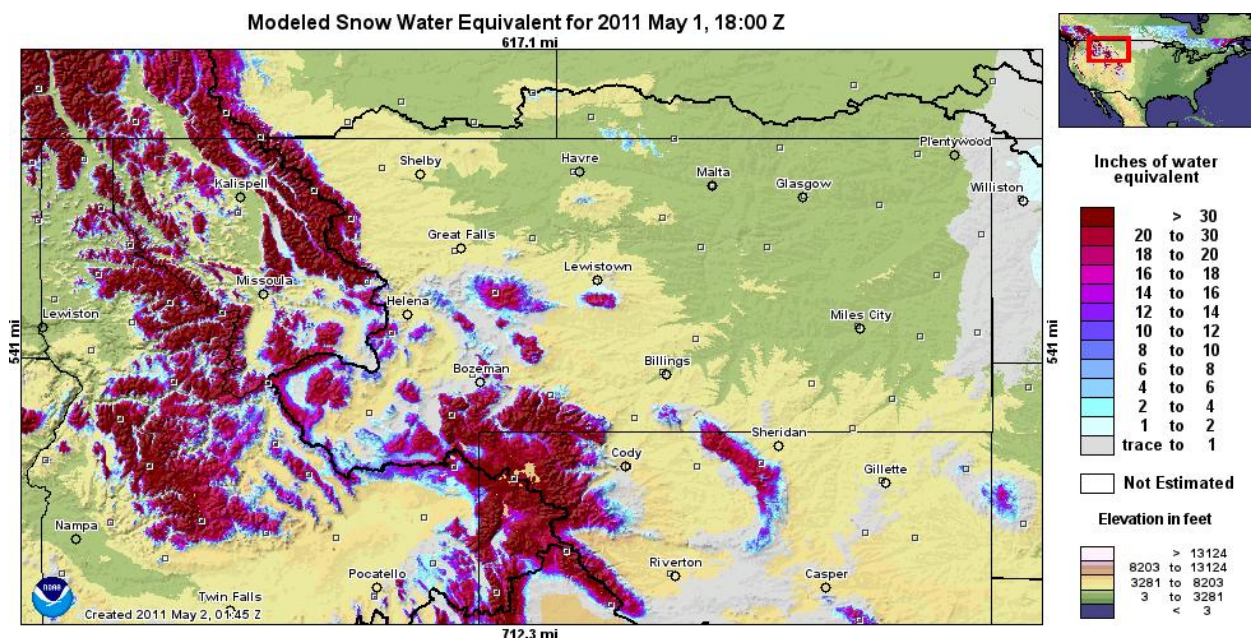 Modeled Snow Water Equivalent for 2011 May 1, 18:00 Z
617.1 mi
Plentywood
Shelby
Havre
Malta
Glasgow
Williston
Kalispell
Great Falls
Lewistown
Missoula
Helena
Lewiston
Miles City
541 mi
541 mi
Billings
Bozeman
Sheridan
Cody
Gillette
Nampa
Riverton
Pocatello
Casper
Twin Falls
NOAA
Created 2011 May 2, 01:45 Z
712.3 mi
Inches of water
equivalent
> 30
20 to 30
18 to 20
16 to 18
14 to 16
12 to 14
10 to 12
8 to 10
6 to 8
4 to 6
2 to 4
1 to 2
trace to 1
Not Estimated
Elevation in feet
> 13124
8203 to 13124
3281 to 8203
3 to 3281
< 3